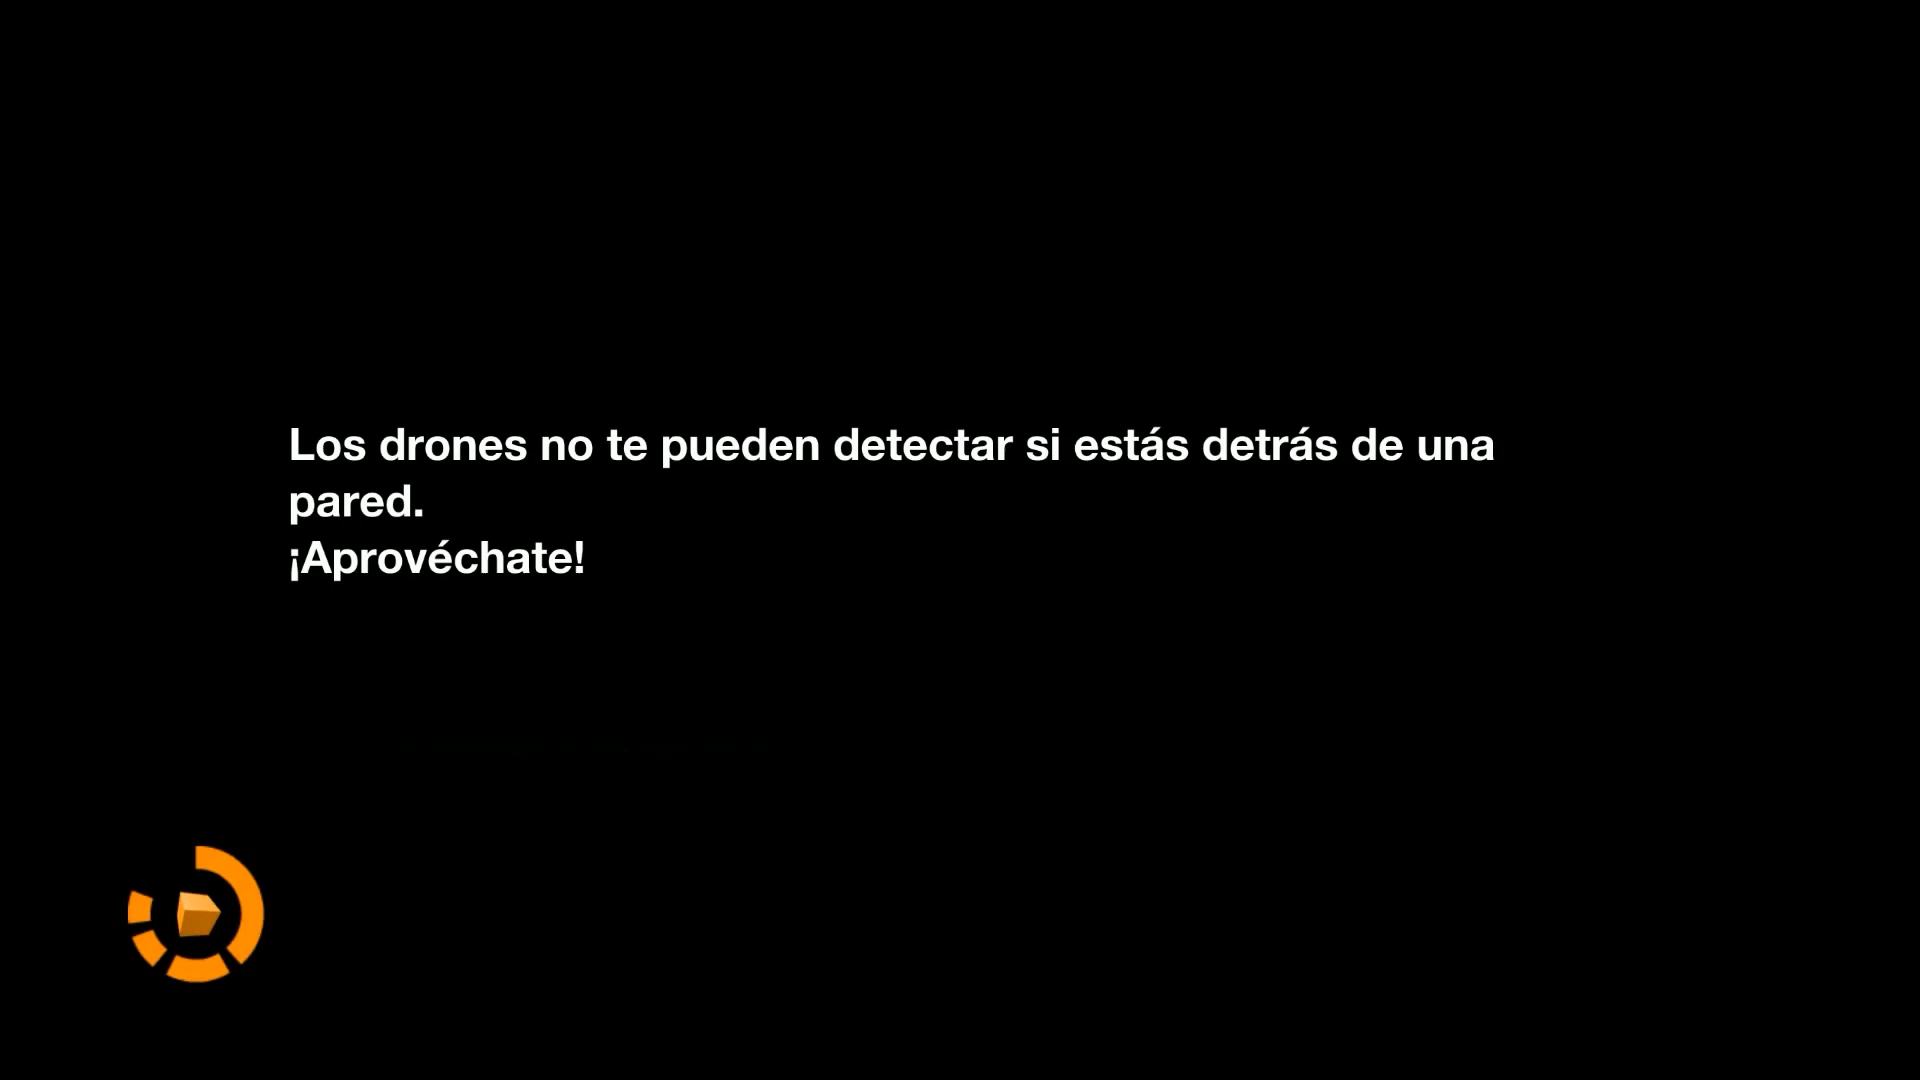 Los drones no te pueden detectar si estás detrás de una
pared.
¡Aprovéchate!